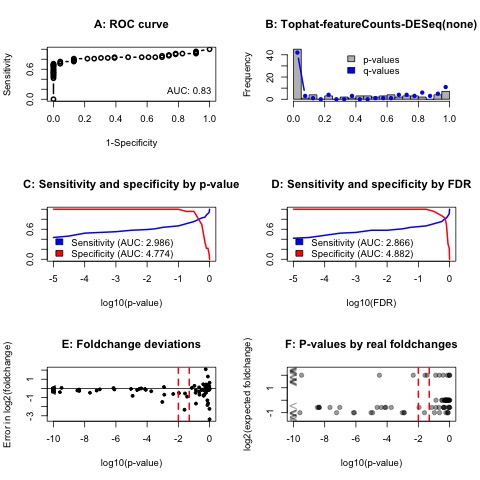 A: ROC curve
Sensitivity
0.0
0.6
AUC: 0.83
0.0 0.2 0.4 0.6 0.8 1.0
1-Specificity
B: Tophat-featureCounts-DESeq(none)
Frequency
0
20
40
p-values
q-values
0.0 0.2 0.4 0.6 0.8 1.0
C: Sensitivity and specificity by p-value
0.0
0.6
Sensitivity (AUC: 2.986)
Specificity (AUC: 4.774)
-5 -4 -3 -2 -1 0
log10(p-value)
D: Sensitivity and specificity by FDR
0.0
0.6
Sensitivity (AUC: 2.866)
Specificity (AUC: 4.882)
-5 -4 -3 -2 -1 0
log10(FDR)
E: Foldchange deviations
Error in log2(foldchange)
-3
-1
1
-10 -8 -6 -4 -2 0
log10(p-value)
F: P-values by real foldchanges
log2(expected foldchange)
-1
1
-10 -8 -6 -4 -2 0
log10(p-value)